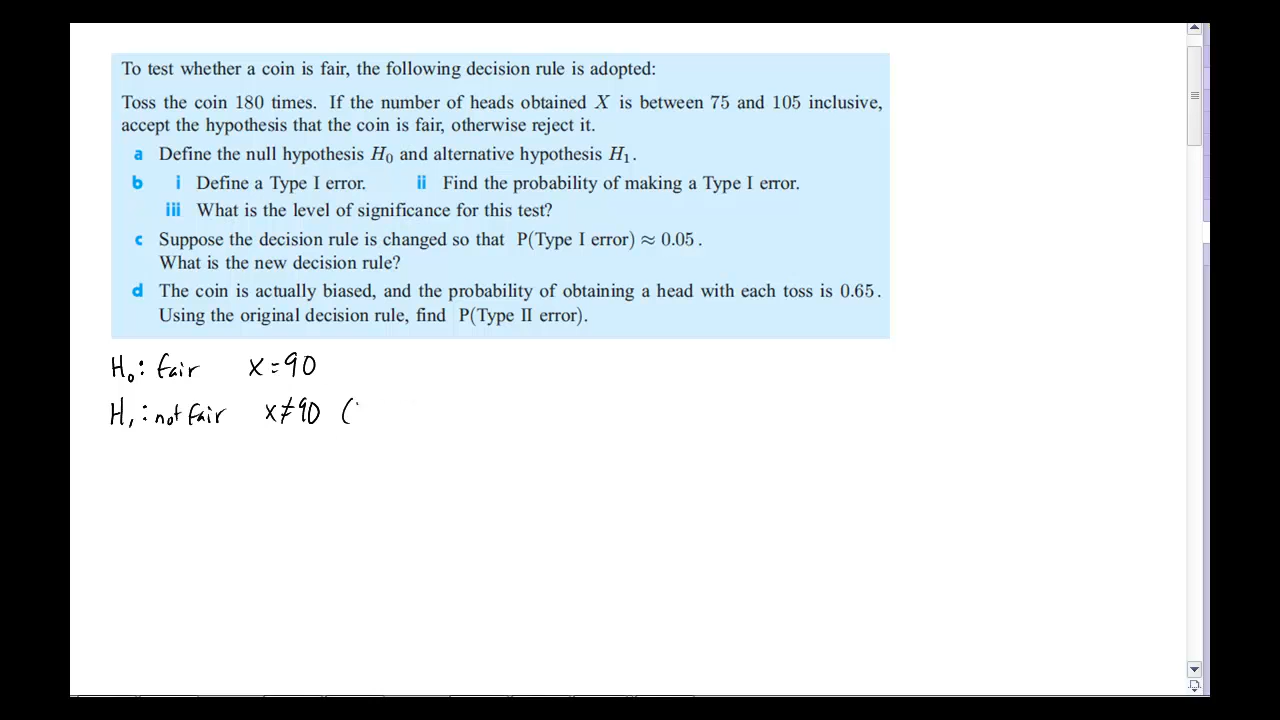 To test whether a coin is fair, the following decision rule is adopted:
Toss the coin 180 times. If the number of heads obtained X is between 75 and 105 inclusive,
accept the hypothesis that the coin is fair, otherwise reject it.
a Define the null hypothesis H₀ and alternative hypothesis H₁.
b i Define a Type I error. ii Find the probability of making a Type I error.
iii What is the level of significance for this test?
c Suppose the decision rule is changed so that P(Type I error) ≈ 0.05.
What is the new decision rule?
d The coin is actually biased, and the probability of obtaining a head with each toss is 0.65.
Using the original decision rule, find P(Type II error).
H₀: fair x = 90
H₁: not fair x ≠ 90 (